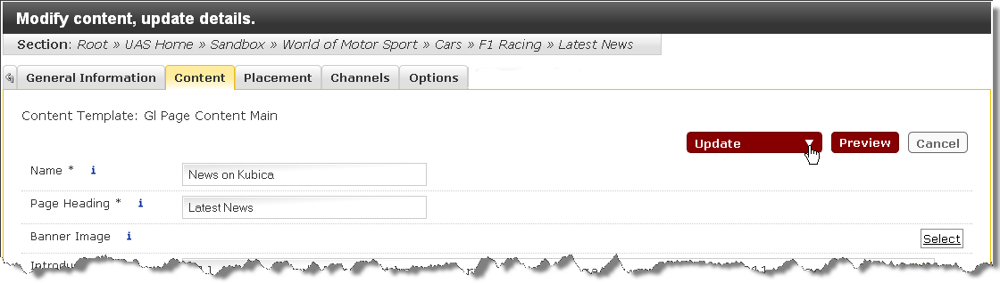 Modify content, update details.
Section: Root » UAS Home » Sandbox » World of Motor Sport » Cars » F1 Racing » Latest News
General Information Content Placement Channels Options
Content Template: Gl Page Content Main
Update Preview Cancel
Name * i News on Kubica
Page Heading * i Latest News
Banner Image i Select